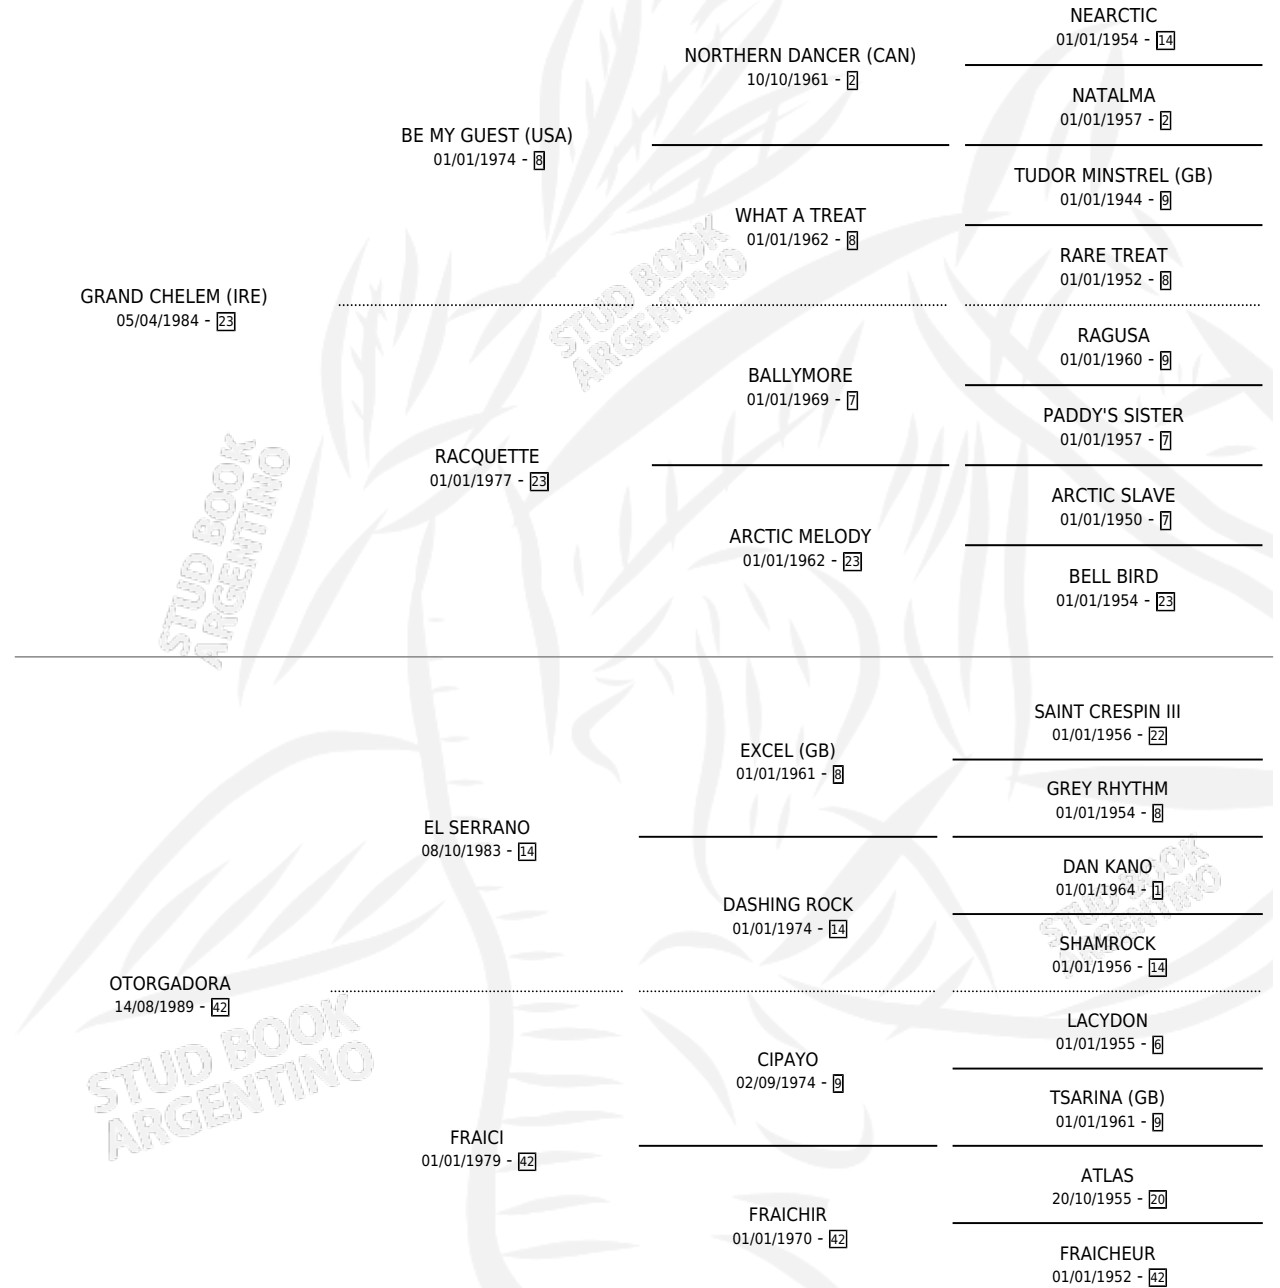 NEARCTIC
01/01/1954 - 14
NORTHERN DANCER (CAN)
10/10/1961 - 2
NATALMA
01/01/1957 - 2
BE MY GUEST (USA)
01/01/1974 - 8
TUDOR MINSTREL (GB)
01/01/1944 - 9
WHAT A TREAT
01/01/1962 - 8
RARE TREAT
01/01/1952 - 8
GRAND CHELEM (IRE)
05/04/1984 - 23
STUD BOOK
ARGENTINO
RAGUSA
01/01/1960 - 9
BALLYMORE
01/01/1969 - 7
PADDY'S SISTER
01/01/1957 - 7
RACQUETTE
01/01/1977 - 23
ARCTIC SLAVE
01/01/1950 - 7
ARCTIC MELODY
01/01/1962 - 23
BELL BIRD
01/01/1954 - 23
STUD BOOK
ARGENTINO
SAINT CRESPIN III
01/01/1956 - 22
EXCEL (GB)
01/01/1961 - 8
GREY RHYTHM
01/01/1954 - 8
EL SERRANO
08/10/1983 - 14
DAN KANO
01/01/1964 - 1
DASHING ROCK
01/01/1974 - 14
SHAMROCK
01/01/1956 - 14
STUD BOOK
ARGENTINO
OTORGADORA
14/08/1989 - 42
LACYDON
01/01/1955 - 6
CIPAYO
02/09/1974 - 9
TSARINA (GB)
01/01/1961 - 9
STUD BOOK
ARGENTINO
FRAICI
01/01/1979 - 42
ATLAS
20/10/1955 - 20
FRAICHIR
01/01/1970 - 42
FRAICHEUR
01/01/1952 - 42